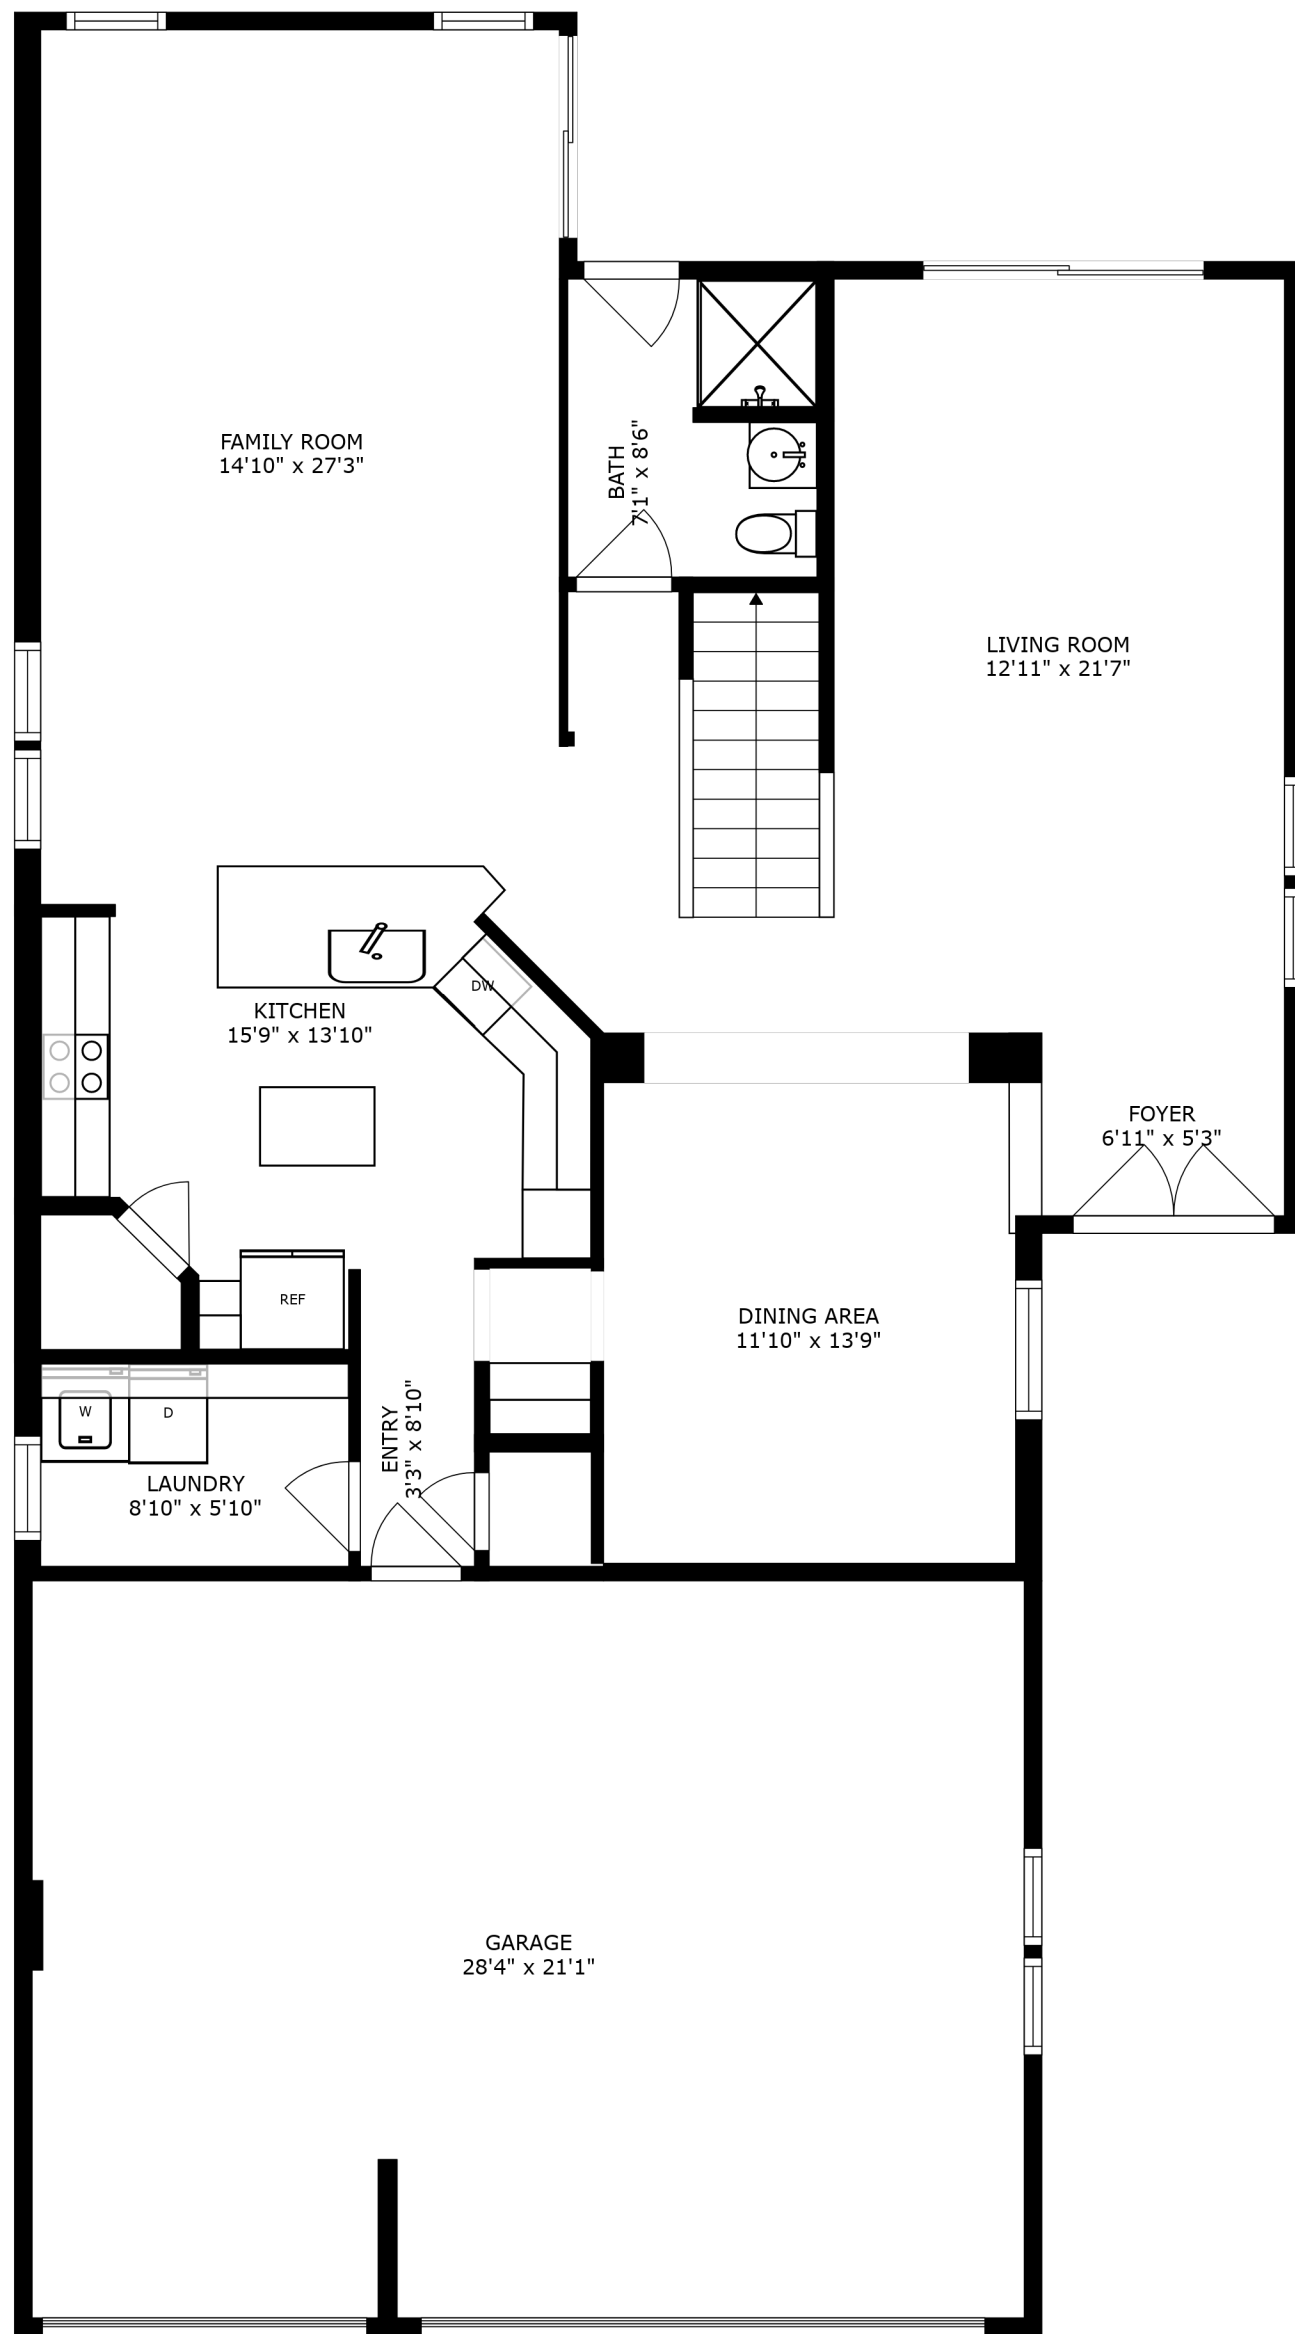 FAMILY ROOM
14'10" x 27'3"
BATH
7'1" x 8'6"
LIVING ROOM
12'11" x 21'7"
DW
KITCHEN
15'9" x 13'10"
FOYER
6'11" x 5'3"
REF
DINING AREA
11'10" x 13'9"
W
D
ENTRY
3'3" x 8'10"
LAUNDRY
8'10" x 5'10"
GARAGE
28'4" x 21'1"